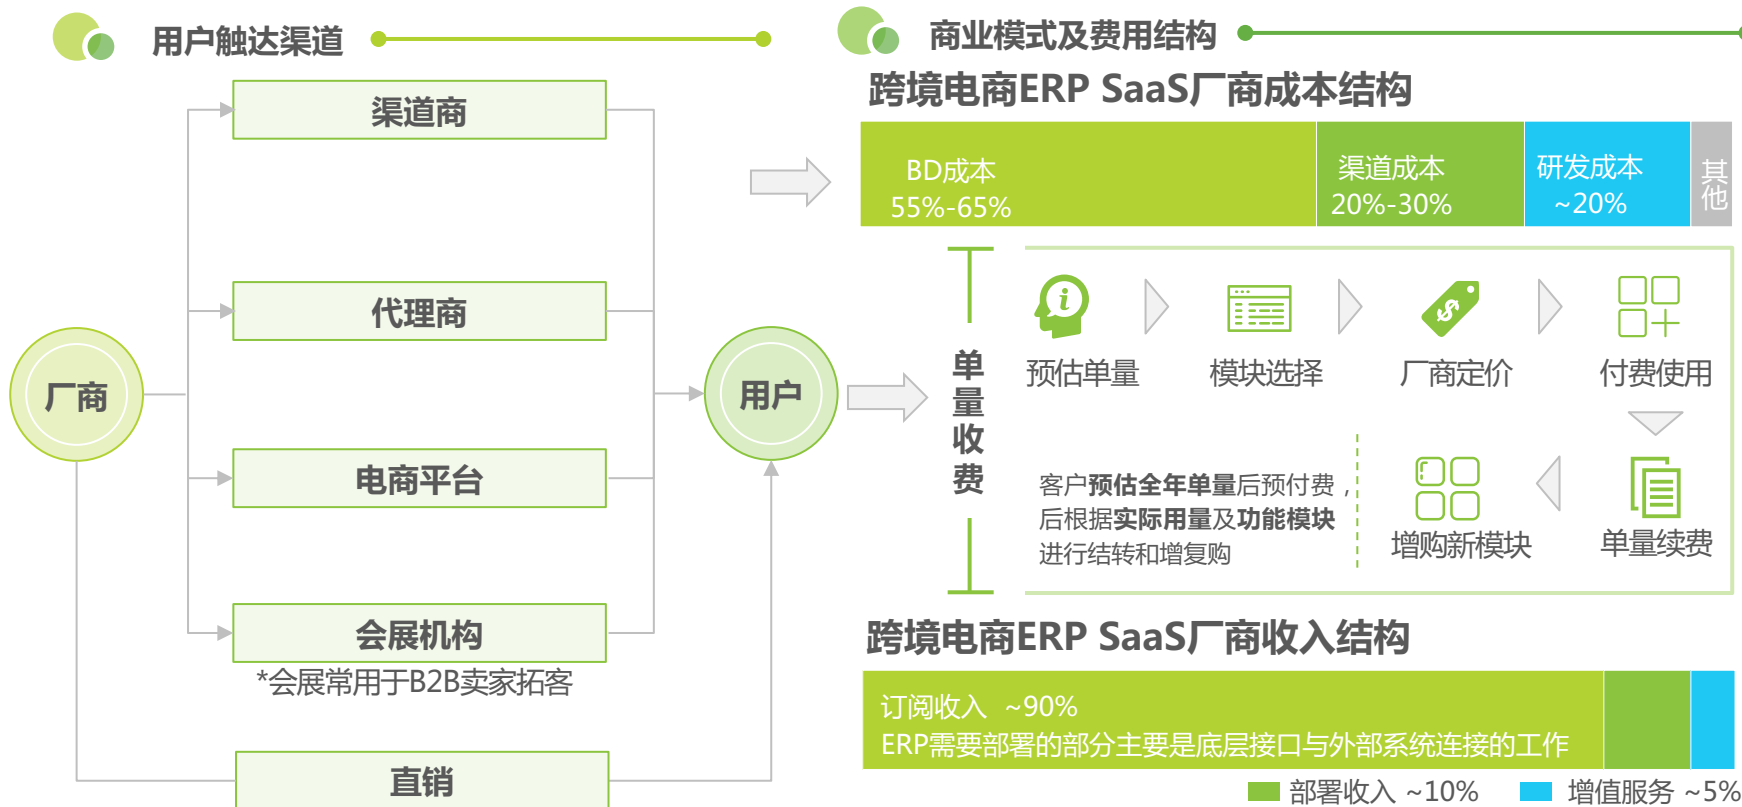 用户触达渠道
渠道商
代理商
厂商
用户
电商平台
会展机构
*会展常用于B2B卖家拓客
直销
商业模式及费用结构
跨境电商ERP SaaS厂商成本结构
BD成本
55%-65%
渠道成本
20%-30%
研发成本
~20%
其他
单量收费
预估单量
模块选择
厂商定价
付费使用
客户预估全年单量后预付费，
后根据实际用量及功能模块
进行结转和增复购
增购新模块
单量续费
跨境电商ERP SaaS厂商收入结构
订阅收入 ~90%
ERP需要部署的部分主要是底层接口与外部系统连接的工作
部署收入 ~10%
增值服务 ~5%